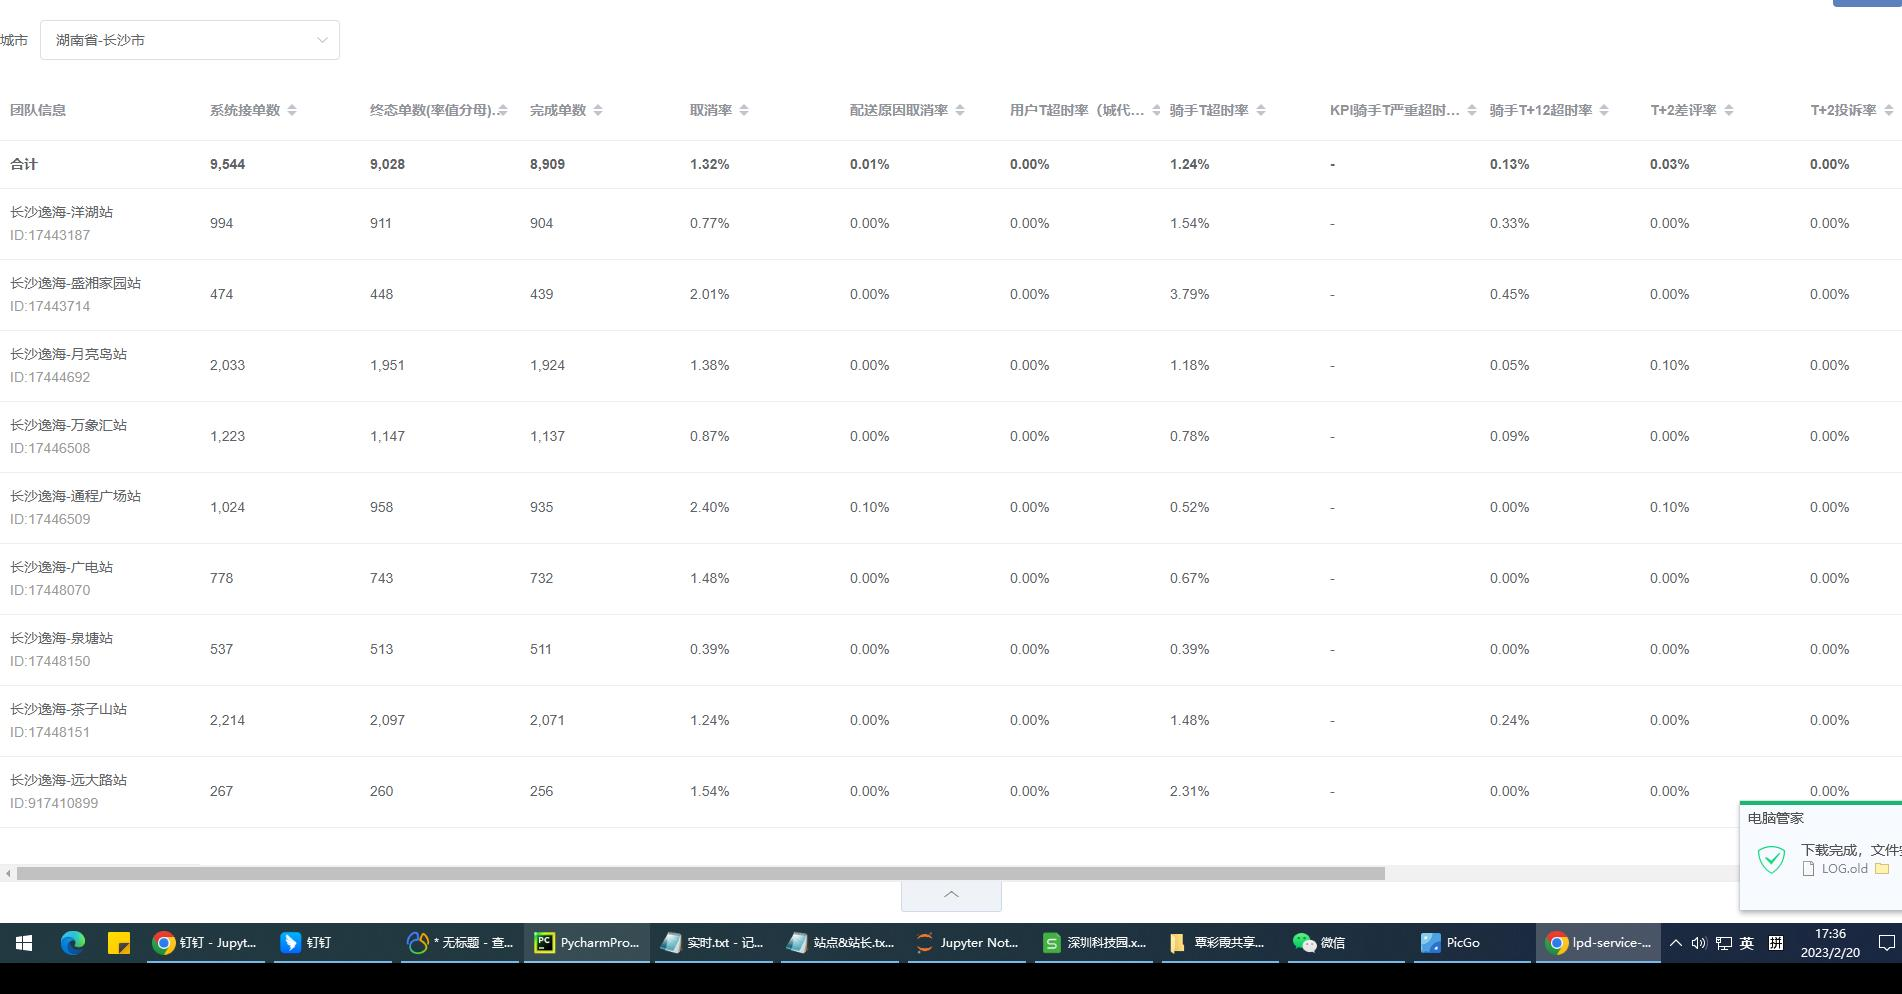 城市 湖南省-长沙市
团队信息 系统接单数 终态单数(率值分母)... 完成单数 取消率 配送原因取消率 用户T超时率（城代... 骑手T超时率 KPI骑手T严重超时... 骑手T+12超时率 T+2差评率 T+2投诉率
合计 9,544 9,028 8,909 1.32% 0.01% 0.00% 1.24% - 0.13% 0.03% 0.00%
长沙逸海-洋湖站
ID:17443187
994 911 904 0.77% 0.00% 0.00% 1.54% - 0.33% 0.00% 0.00%
长沙逸海-盛湘家园站
ID:17443714
474 448 439 2.01% 0.00% 0.00% 3.79% - 0.45% 0.00% 0.00%
长沙逸海-月亮岛站
ID:17444692
2,033 1,951 1,924 1.38% 0.00% 0.00% 1.18% - 0.05% 0.10% 0.00%
长沙逸海-万象汇站
ID:17446508
1,223 1,147 1,137 0.87% 0.00% 0.00% 0.78% - 0.09% 0.00% 0.00%
长沙逸海-通程广场站
ID:17446509
1,024 958 935 2.40% 0.10% 0.00% 0.52% - 0.00% 0.10% 0.00%
长沙逸海-广电站
ID:17448070
778 743 732 1.48% 0.00% 0.00% 0.67% - 0.00% 0.00% 0.00%
长沙逸海-泉塘站
ID:17448150
537 513 511 0.39% 0.00% 0.00% 0.39% - 0.00% 0.00% 0.00%
长沙逸海-茶子山站
ID:17448151
2,214 2,097 2,071 1.24% 0.00% 0.00% 1.48% - 0.24% 0.00% 0.00%
长沙逸海-远大路站
ID:917410899
267 260 256 1.54% 0.00% 0.00% 2.31% - 0.00% 0.00% 0.00%
电脑管家
下载完成，文件
LOG.old
钉钉 - Jupyt... 钉钉 * 无标题 - 查... PC PycharmPro... 实时.txt - 记... 站点&站长.tx... Jupyter Not... S 深圳科技园.x... 覃彩霞共享... 微信 PicGo lpd-service-... 英 拼 17:36
2023/2/20